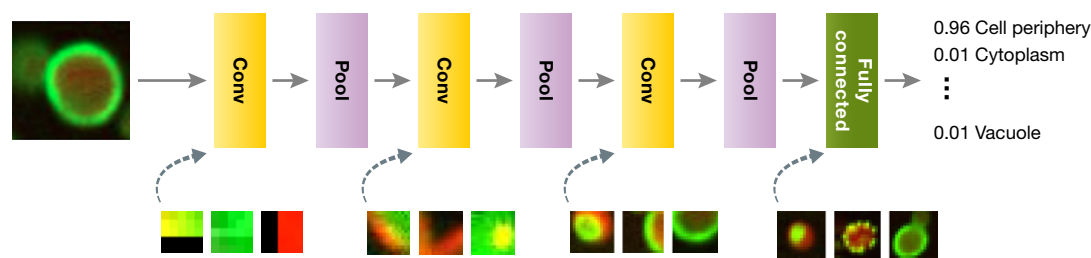 Conv
Pool
Conv
Pool
Conv
Pool
Fully
connected
0.96 Cell periphery
0.01 Cytoplasm
⋮
0.01 Vacuole